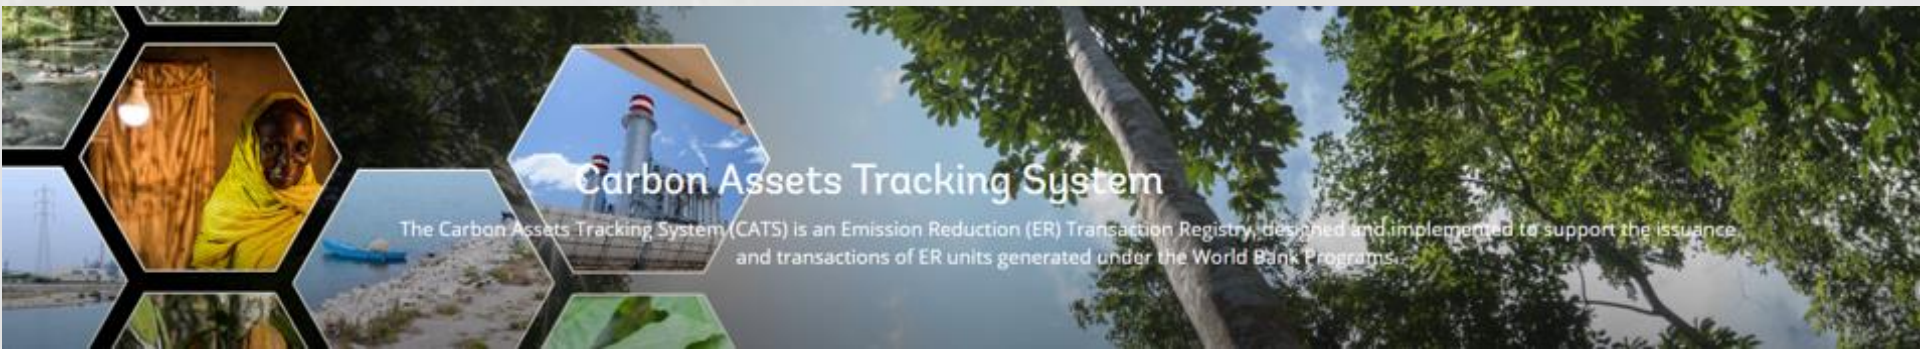 Carbon Assets Tracking System
The Carbon Assets Tracking System (CATS) is an Emission Reduction (ER) Transaction Registry, designed and implemented to support the issuance
and transactions of ER units generated under the World Bank Programs.